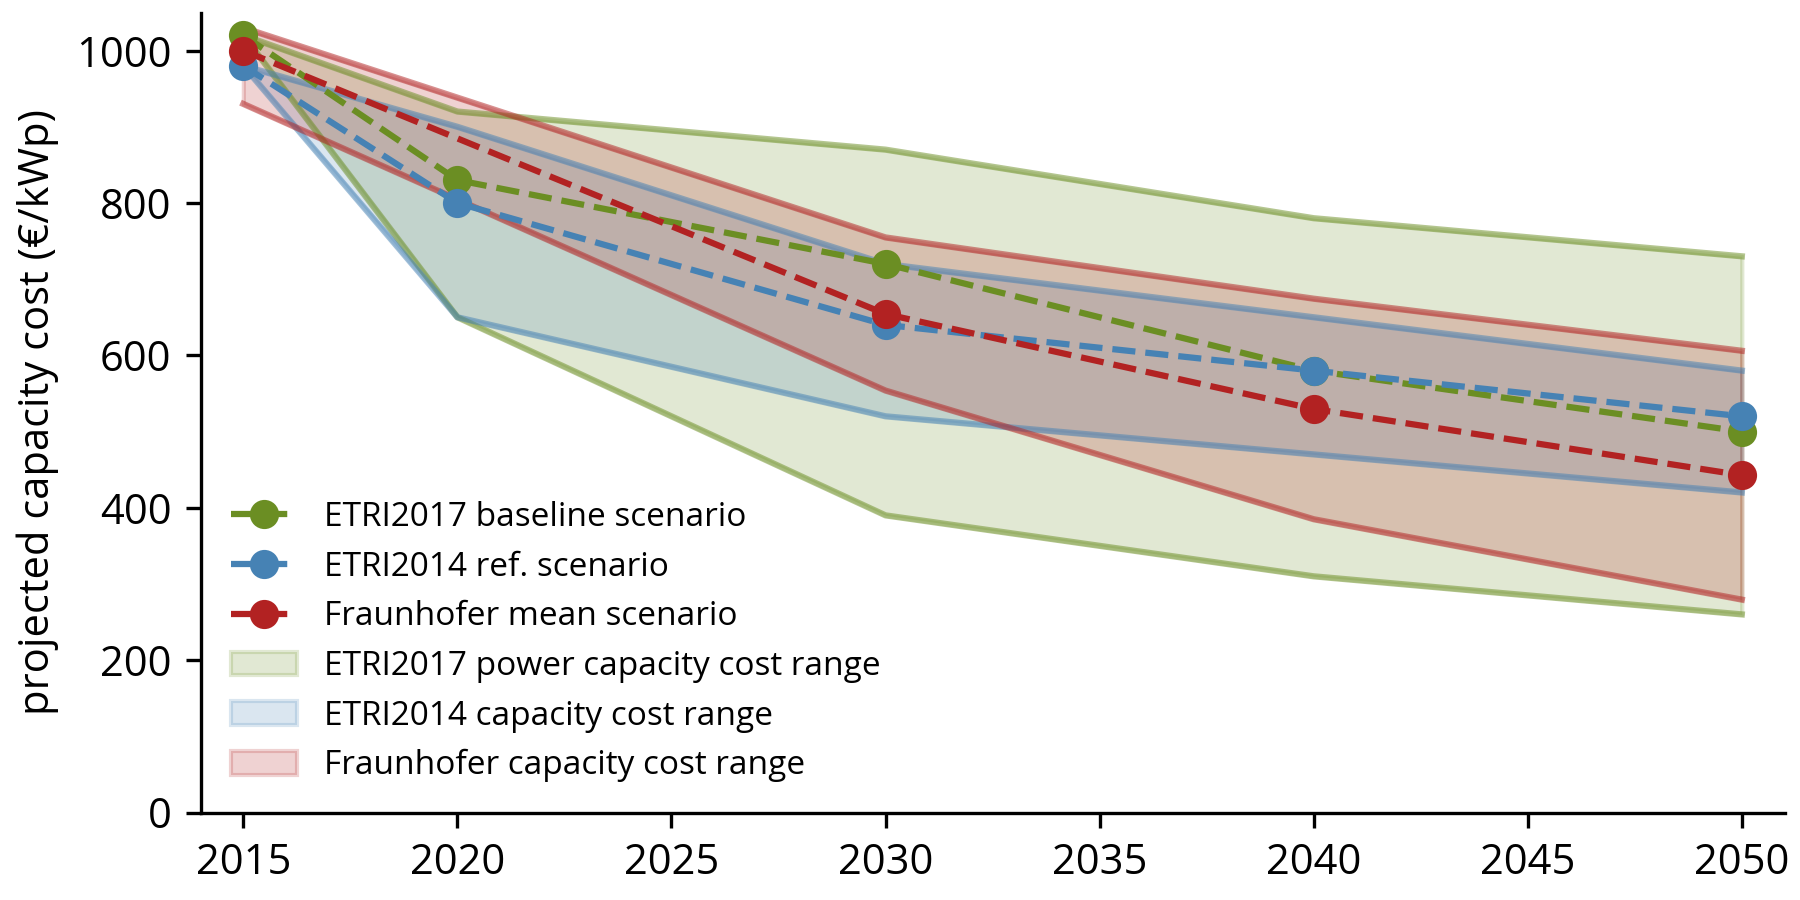 projected capacity cost (€/kWp)
1000
800
600
400
200
0
ETRI2017 baseline scenario
ETRI2014 ref. scenario
Fraunhofer mean scenario
ETRI2017 power capacity cost range
ETRI2014 capacity cost range
Fraunhofer capacity cost range
2015 2020 2025 2030 2035 2040 2045 2050